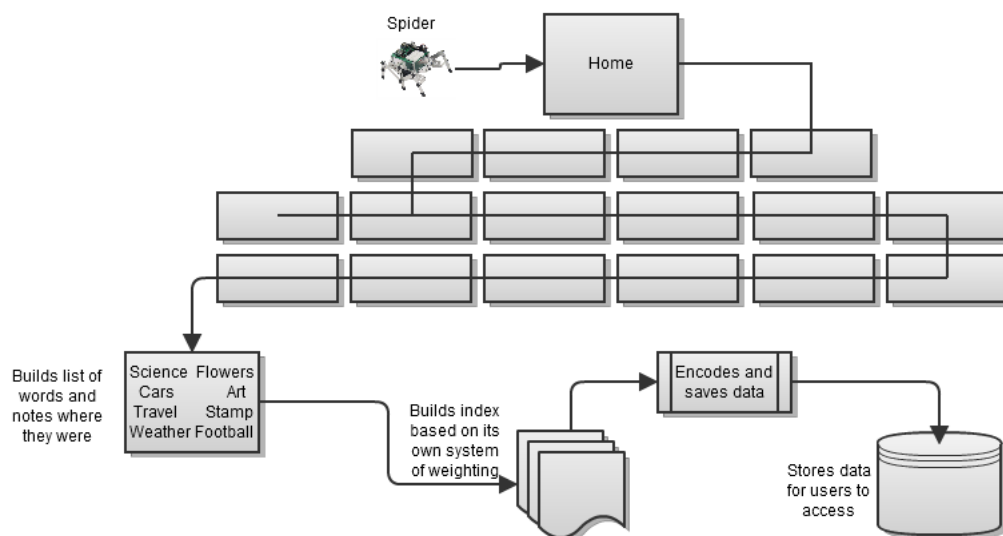 Spider
Home
Builds list of
words and
notes where
they were
Science Flowers
Cars Art
Travel Stamp
Weather Football
Builds index
based on its
own system
of weighting
Encodes and
saves data
Stores data
for users to
access